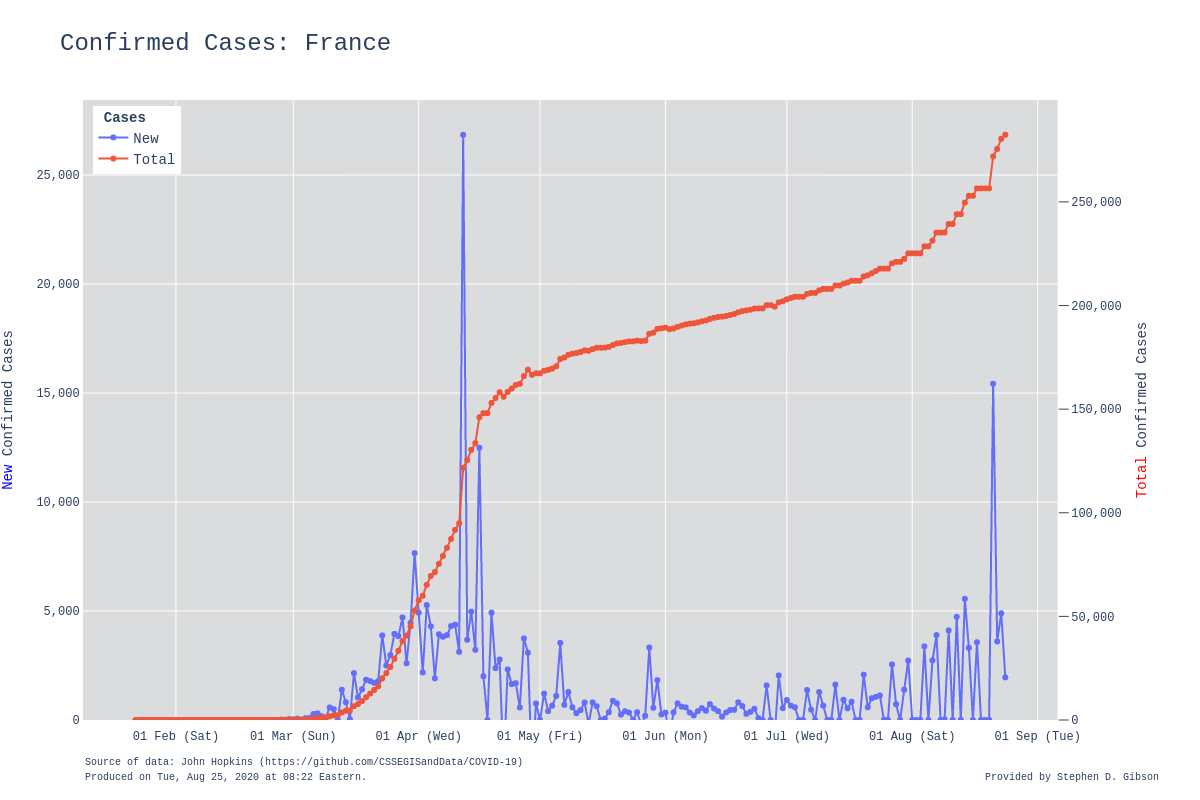 Confirmed Cases: France
Cases
New
Total
25,000
20,000
15,000
10,000
5,000
0
250,000
200,000
150,000
100,000
50,000
0
New Confirmed Cases
Total Confirmed Cases
01 Feb (Sat)
01 Mar (Sun)
01 Apr (Wed)
01 May (Fri)
01 Jun (Mon)
01 Jul (Wed)
01 Aug (Sat)
01 Sep (Tue)
Source of data: John Hopkins (https://github.com/CSSEGISandData/COVID-19)
Produced on Tue, Aug 25, 2020 at 08:22 Eastern.
Provided by Stephen D. Gibson